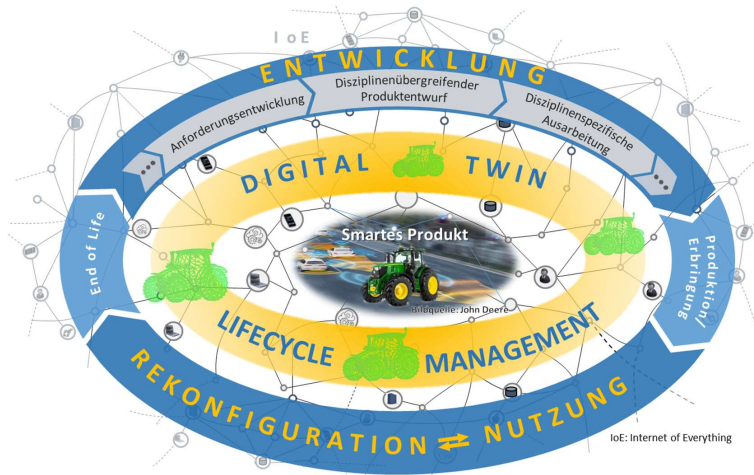 IoE
ENTWICKLUNG
Anforderungsentwicklung
Disziplinenübergreifender
Produktentwurf
Disziplinenspezifische
Ausarbeitung
DIGITAL TWIN
End of Life
Smartes Produkt
Produktion/
Erbringung
Bildquelle: John Deere
LIFECYCLE MANAGEMENT
REKONFIGURATION ⇌ NUTZUNG
IoE: Internet of Everything